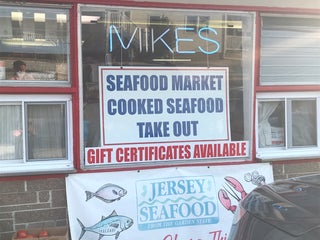 MIKES
SEAFOOD MARKET
COOKED SEAFOOD
TAKE OUT
GIFT CERTIFICATES AVAILABLE
JERSEY
SEAFOOD
FROM THE GARDEN STATE